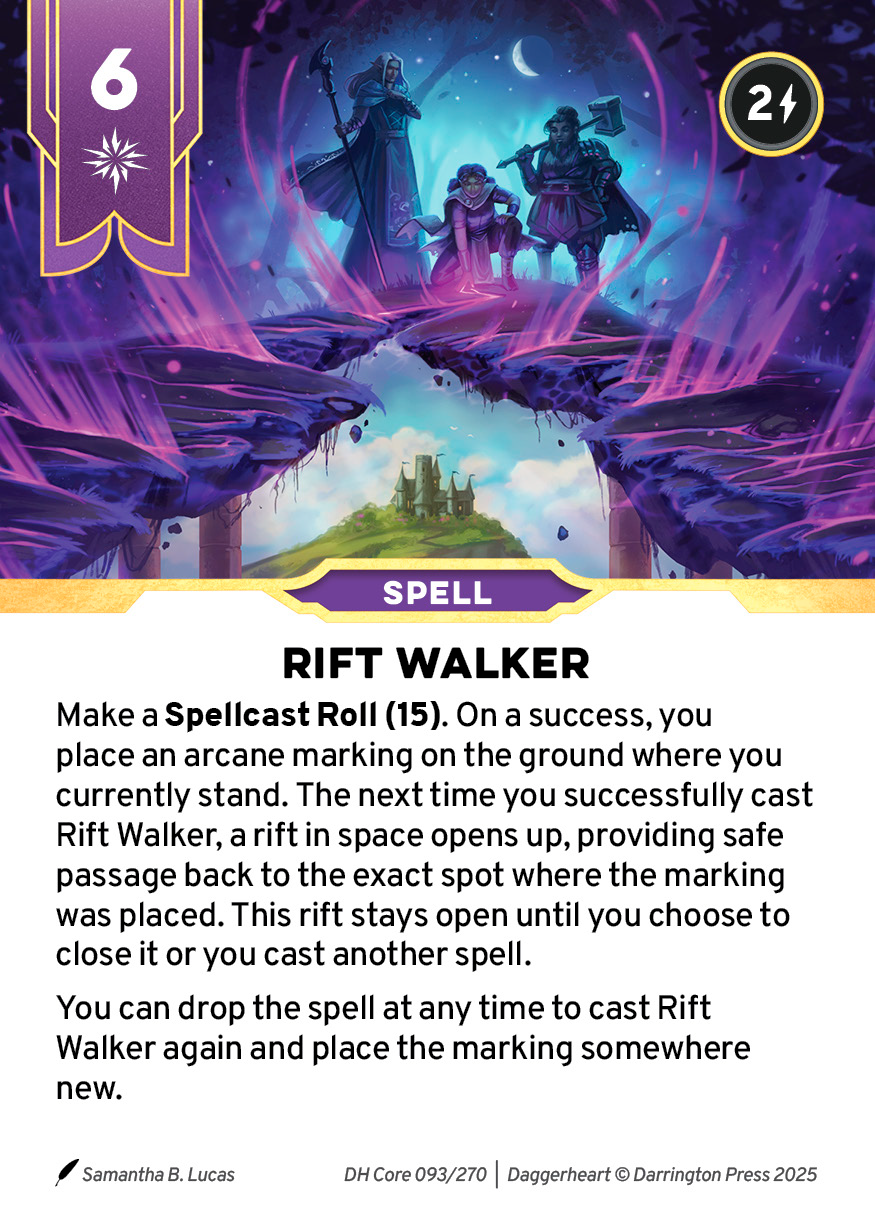 6
2
SPELL
RIFT WALKER
Make a Spellcast Roll (15). On a success, you
place an arcane marking on the ground where you
currently stand. The next time you successfully cast
Rift Walker, a rift in space opens up, providing safe
passage back to the exact spot where the marking
was placed. This rift stays open until you choose to
close it or you cast another spell.
You can drop the spell at any time to cast Rift
Walker again and place the marking somewhere
new.
Samantha B. Lucas
DH Core 093/270 | Daggerheart © Darrington Press 2025